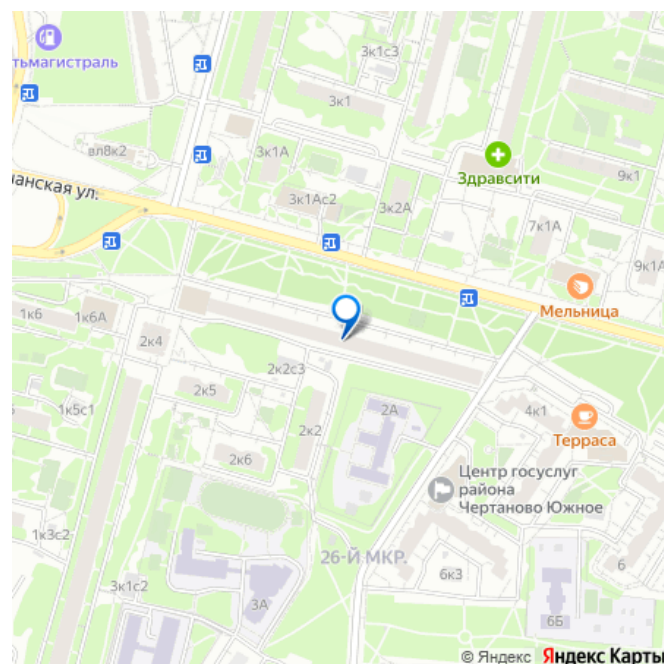 тьмагистраль
3к1с3
3к1
вл8к2
3к1А
Здравсити
9к1
анская ул.
3к1Ас2
3к2А
7к1А
9к1А
Мельница
1к6
1к6А
2к4
2к2с3
2к5
2А
4к1
1к5с1
2к2
Терраса
2к6
Центр госуслуг
района
Чертаново Южное
1к3с2
26-Й МКР.
6к3
6
3к1с2
3А
6Б
© Яндекс Яндекс Карты